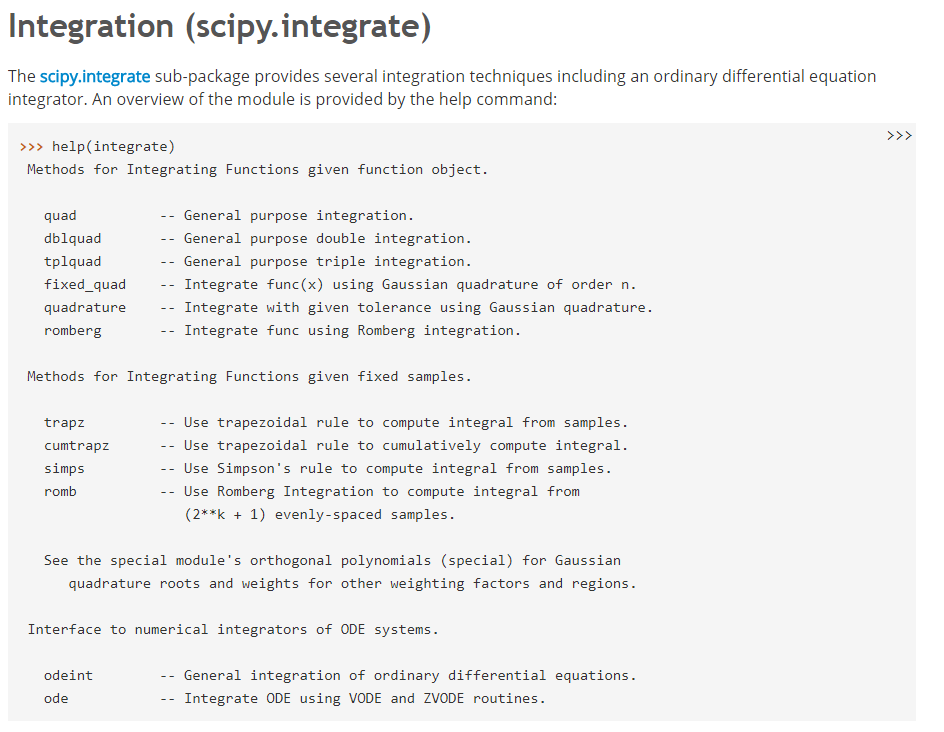 Integration (scipy.integrate)
The scipy.integrate sub-package provides several integration techniques including an ordinary differential equation
integrator. An overview of the module is provided by the help command:
>>>
>>> help(integrate)
Methods for Integrating Functions given function object.
quad -- General purpose integration.
dblquad -- General purpose double integration.
tplquad -- General purpose triple integration.
fixed_quad -- Integrate func(x) using Gaussian quadrature of order n.
quadrature -- Integrate with given tolerance using Gaussian quadrature.
romberg -- Integrate func using Romberg integration.
Methods for Integrating Functions given fixed samples.
trapz -- Use trapezoidal rule to compute integral from samples.
cumtrapz -- Use trapezoidal rule to cumulatively compute integral.
simps -- Use Simpson's rule to compute integral from samples.
romb -- Use Romberg Integration to compute integral from
(2**k + 1) evenly-spaced samples.
See the special module's orthogonal polynomials (special) for Gaussian
quadrature roots and weights for other weighting factors and regions.
Interface to numerical integrators of ODE systems.
odeint -- General integration of ordinary differential equations.
ode -- Integrate ODE using VODE and ZVODE routines.